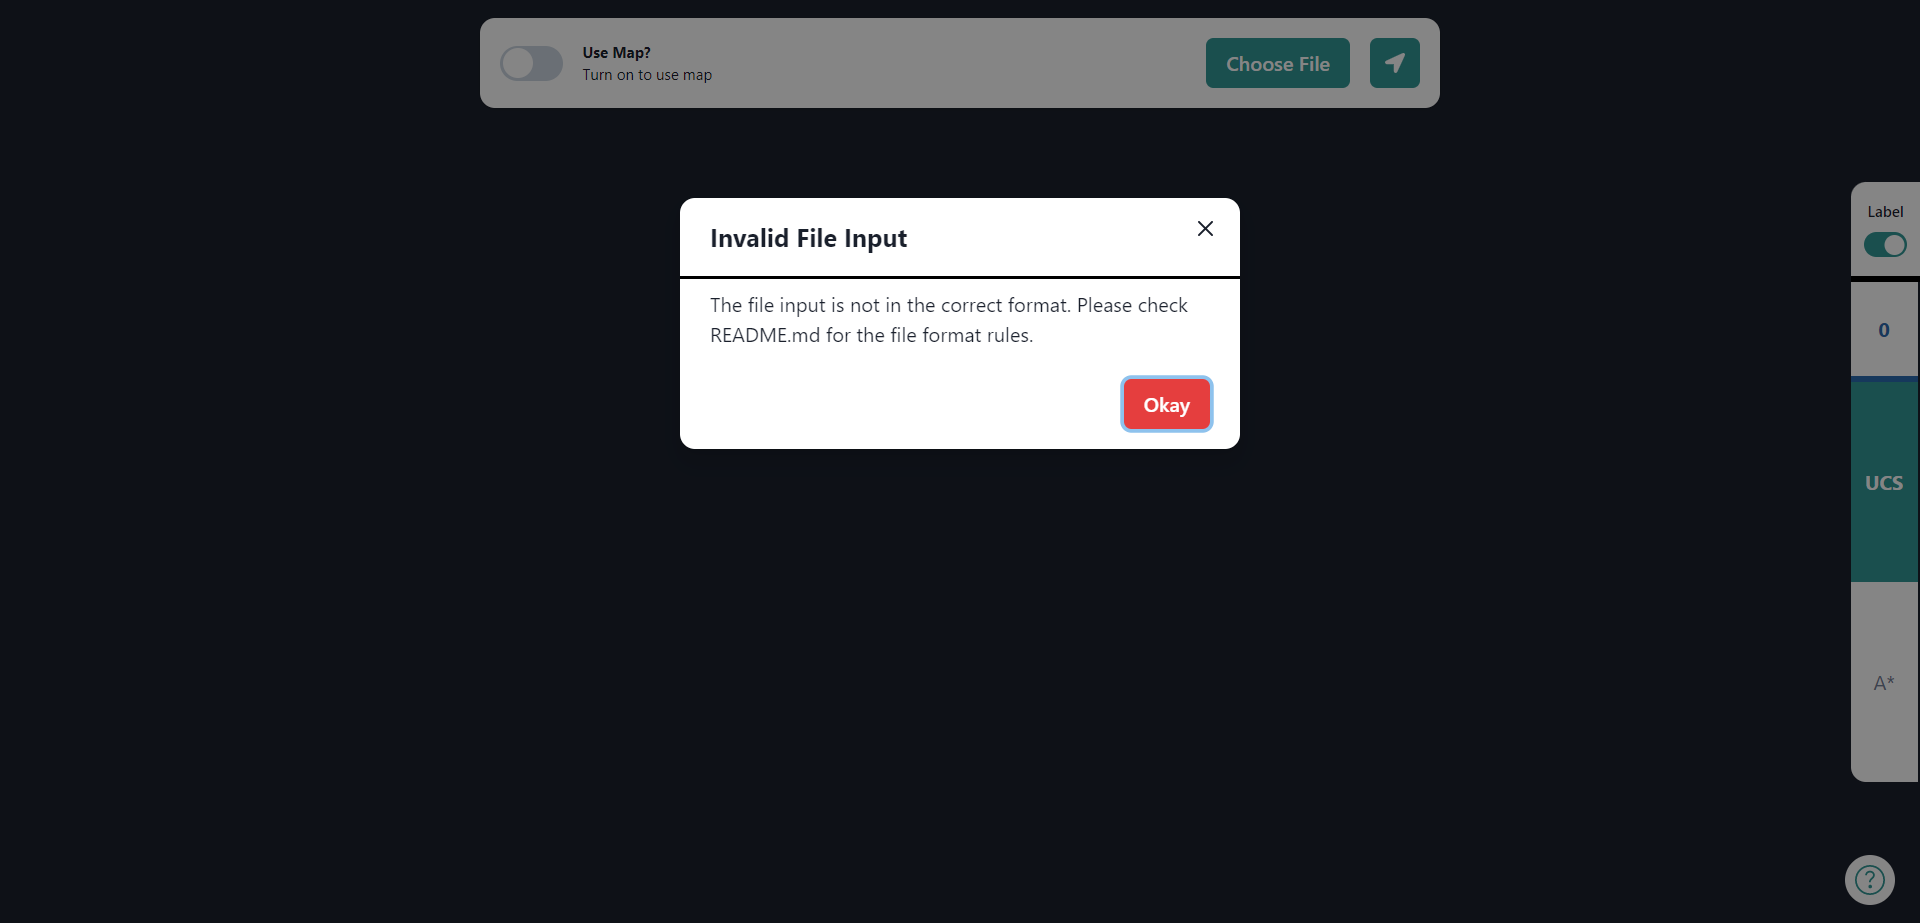 Use Map?
Turn on to use map
Choose File
Invalid File Input
The file input is not in the correct format. Please check
README.md for the file format rules.
Okay
Label
0
UCS
A*
?